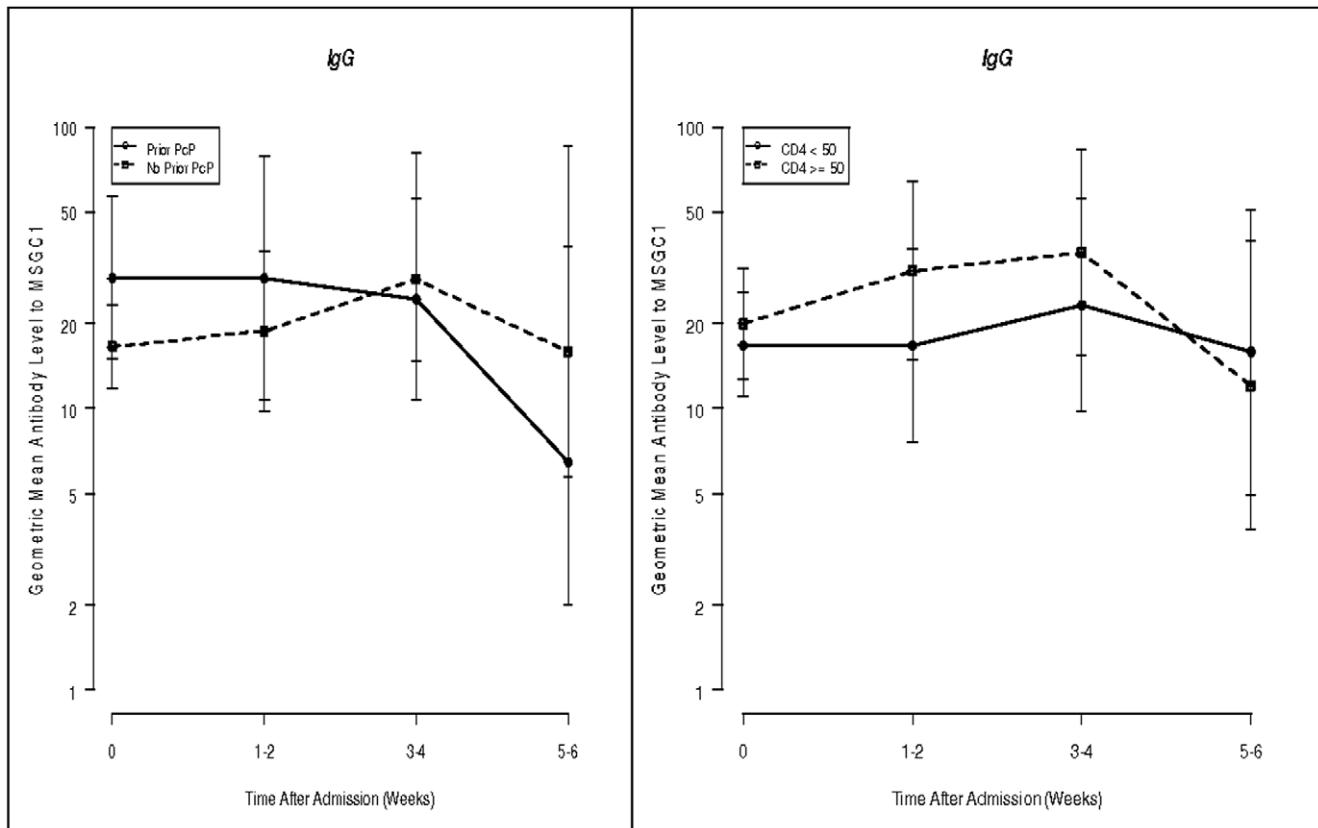 IgG
Geometric Mean Antibody Level to MSGC1
100
50
20
10
5
2
1
Prior PcP
No Prior PcP
0
1-2
3-4
5-6
Time After Admission (Weeks)
IgG
Geometric Mean Antibody Level to MSGC1
100
50
20
10
5
2
1
CD4 < 50
CD4 >= 50
0
1-2
3-4
5-6
Time After Admission (Weeks)